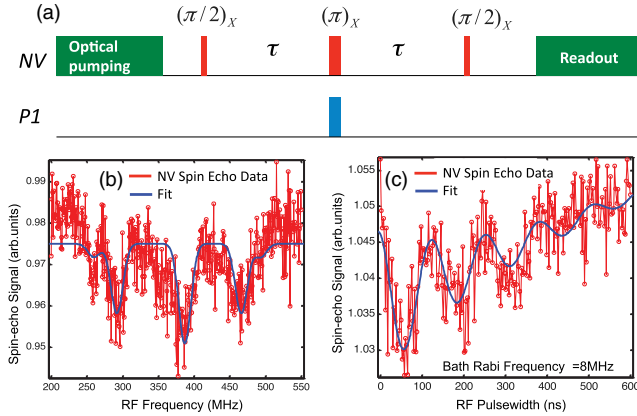 (a)
(π/2)X (π)X (π/2)X
NV Optical pumping τ τ Readout
P1
(b)
NV Spin Echo Data
Fit
Spin-echo Signal (arb.units)
0.99
0.98
0.97
0.96
0.95
200 250 300 350 400 450 500 550
RF Frequency (MHz)
(c)
NV Spin Echo Data
Fit
Spin-echo Signal (arb.units)
1.055
1.05
1.045
1.04
1.03
Bath Rabi Frequency =8MHz
0 100 200 300 400 500 600
RF Pulsewidth (ns)